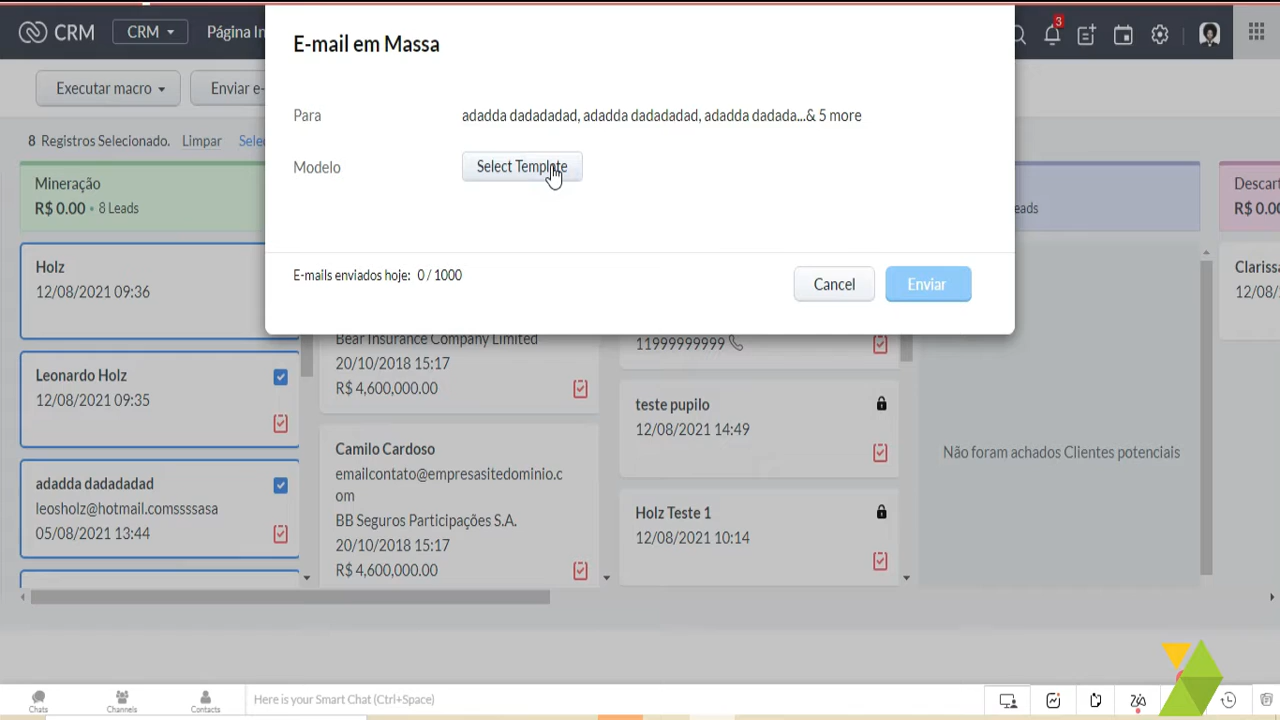 CRM
CRM
Página In
3
E-mail em Massa
Executar macro
Enviar e-
Para
adadda dadadadad, adadda dadadadad, adadda dadada...& 5 more
8 Registros Selecionado. Limpar Selec
Modelo
Select Template
Mineração
R$ 0.00 • 8 Leads
eads
Descart
R$ 0.00
E-mails enviados hoje: 0 / 1000
Cancel
Enviar
Holz
12/08/2021 09:36
Leonardo Holz
12/08/2021 09:35
adadda dadadadad
leosholz@hotmail.comssssasa
05/08/2021 13:44
Bear Insurance Company Limited
20/10/2018 15:17
R$ 4,600,000.00
Camilo Cardoso
emailcontato@empresasitedominio.c
om
BB Seguros Participações S.A.
20/10/2018 15:17
R$ 4,600,000.00
11999999999
teste pupilo
12/08/2021 14:49
Holz Teste 1
12/08/2021 10:14
Não foram achados Clientes potenciais
Clarissa
12/08/
Chats
Channels
Contacts
Here is your Smart Chat (Ctrl+Space)